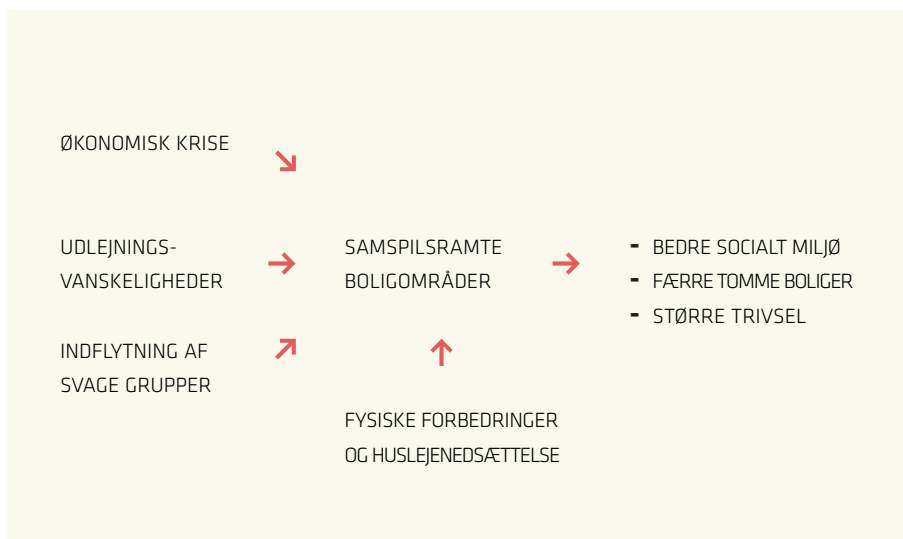 ØKONOMISK KRISE
UDLEJNINGS-
VANSKELIGHEDER
INDFLYTNING AF
SVAGE GRUPPER
SAMSPILSRAMTE
BOLIGOMRÅDER
FYSISKE FORBEDRINGER
OG HUSLEJENEDSÆTTELSE
- BEDRE SOCIALT MILJØ
- FÆRRE TOMME BOLIGER
- STØRRE TRIVSEL